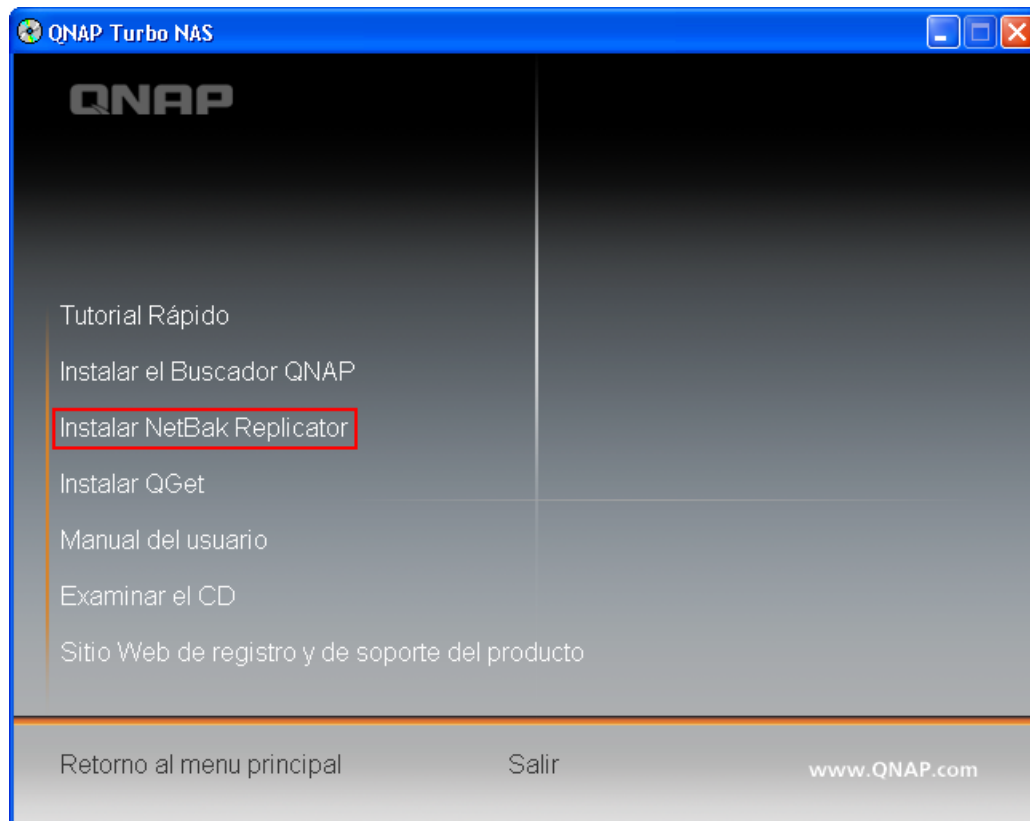 QNAP Turbo NAS
QNAP
Tutorial Rápido
Instalar el Buscador QNAP
Instalar NetBak Replicator
Instalar QGet
Manual del usuario
Examinar el CD
Sitio Web de registro y de soporte del producto
Retorno al menu principal
Salir
www.QNAP.com